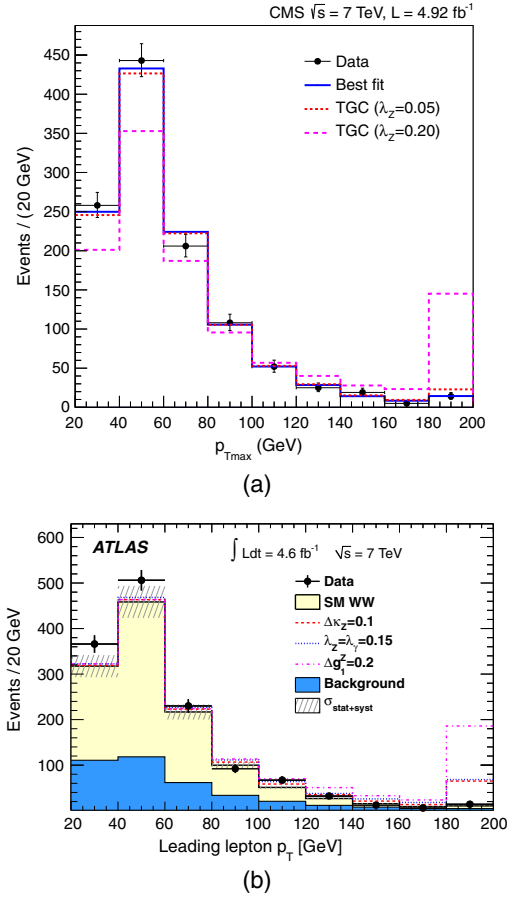 CMS √s = 7 TeV, L = 4.92 fb⁻¹
450
400
350
300
250
200
150
100
50
0
Events / (20 GeV)
Data
Best fit
TGC (λ_Z=0.05)
TGC (λ_Z=0.20)
20 40 60 80 100 120 140 160 180 200
p_Tmax (GeV)
(a)
600
500
400
300
200
100
Events / 20 GeV
ATLAS
∫ Ldt = 4.6 fb⁻¹ √s = 7 TeV
Data
SM WW
Δκ_Z=0.1
λ_Z=λ_γ=0.15
Δg₁^Z=0.2
Background
σ_stat+syst
20 40 60 80 100 120 140 160 180 200
Leading lepton p_T [GeV]
(b)